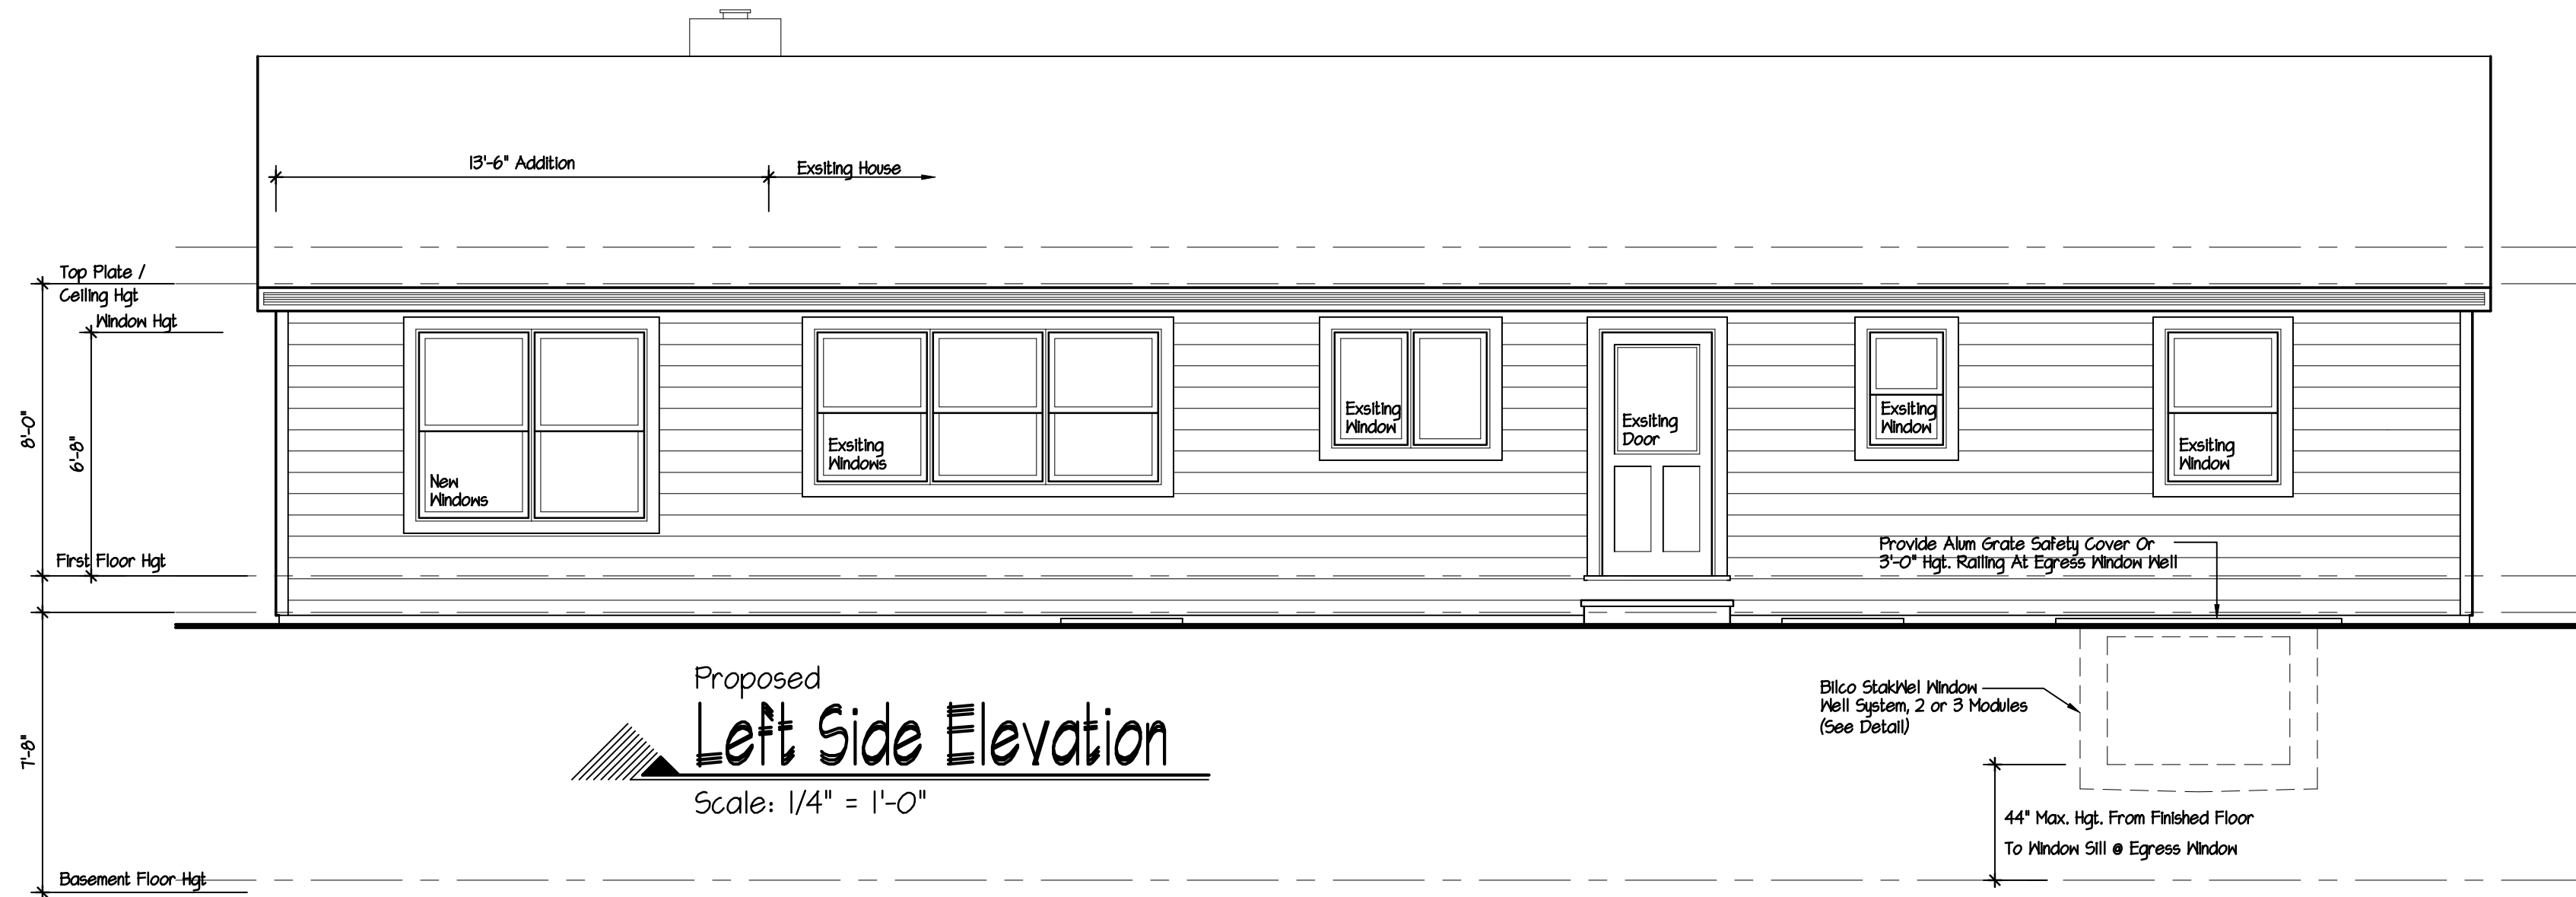 13'-6" Addition
Exsiting House
Top Plate /
Ceiling Hgt
Window Hgt
8'-0"
6'-8"
New
Windows
Exsiting
Windows
Exsiting
Window
Exsiting
Door
Exsiting
Window
Exsiting
Window
First Floor Hgt
Provide Alum Grate Safety Cover Or
3'-0" Hgt. Railing At Egress Window Well
Proposed
Left Side Elevation
Scale: 1/4" = 1'-0"
Bilco StakWel Window
Well System, 2 or 3 Modules
(See Detail)
7'-8"
44" Max. Hgt. From Finished Floor
To Window Sill @ Egress Window
Basement Floor Hgt